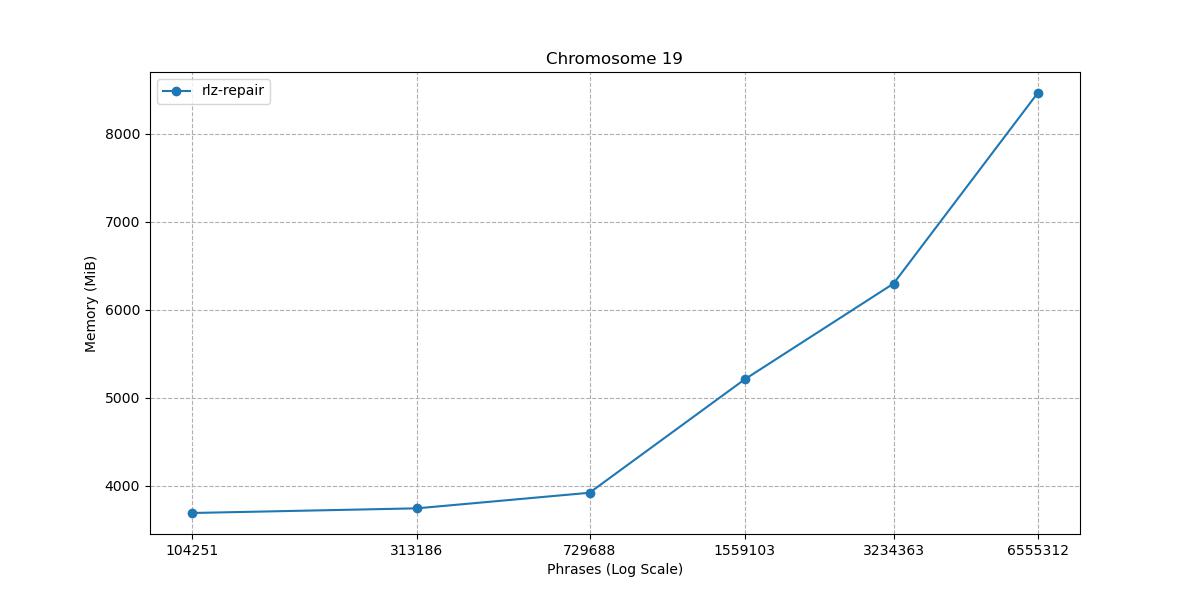 Chromosome 19
rlz-repair
8000
7000
6000
5000
4000
Memory (MiB)
104251 313186 729688 1559103 3234363 6555312
Phrases (Log Scale)